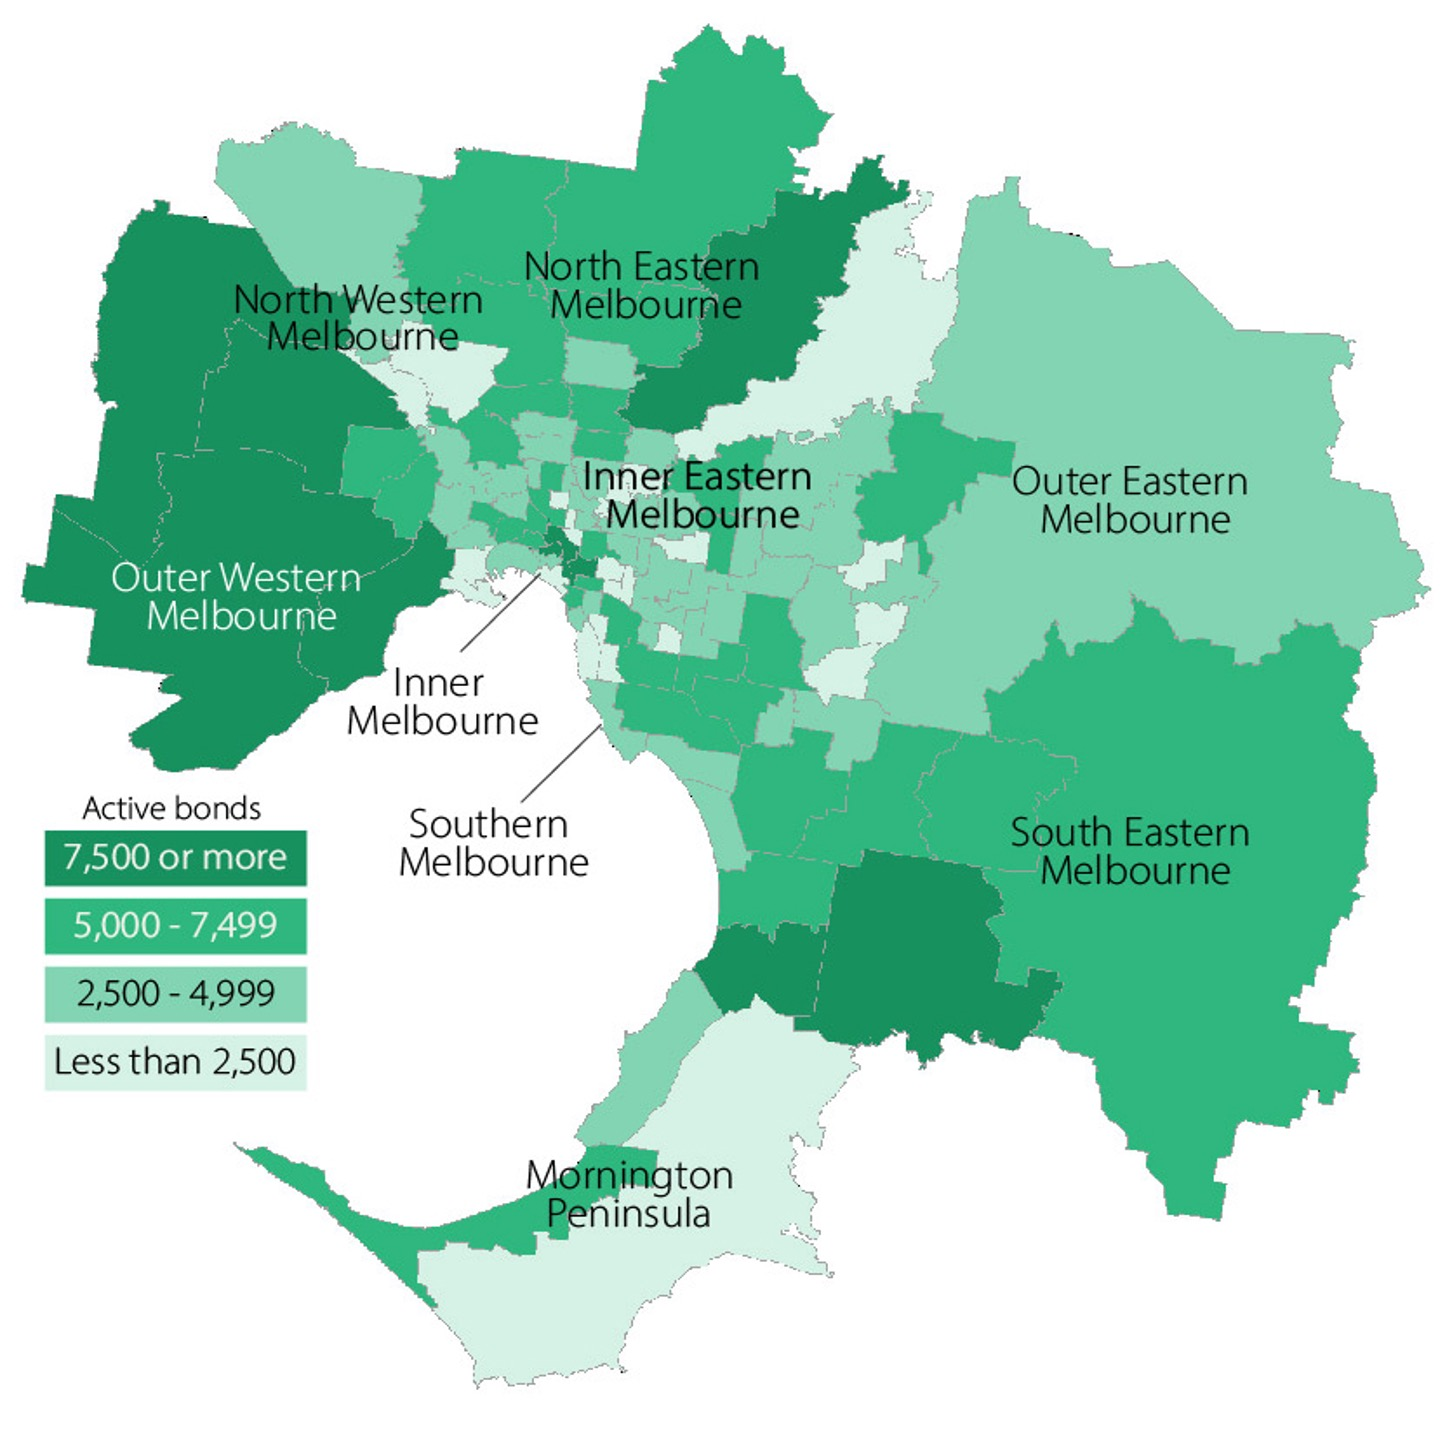 North Eastern
Melbourne
North Western
Melbourne
Inner Eastern
Melbourne
Outer Eastern
Melbourne
Outer Western
Melbourne
Inner
Melbourne
Southern
Melbourne
South Eastern
Melbourne
Active bonds
7,500 or more
5,000 - 7,499
2,500 - 4,999
Less than 2,500
Mornington
Peninsula